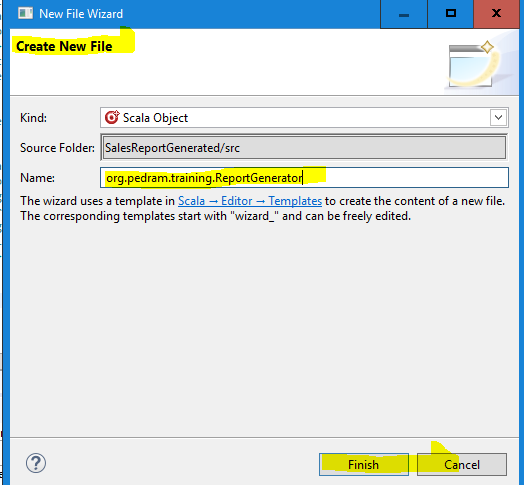 New File Wizard
Create New File
Kind:
Scala Object
Source Folder:
SalesReportGenerated/src
Name:
org.pedram.training.ReportGenerator
The wizard uses a template in Scala → Editor → Templates to create the content of a new file.
The corresponding templates start with "wizard_" and can be freely edited.
?
Finish
Cancel